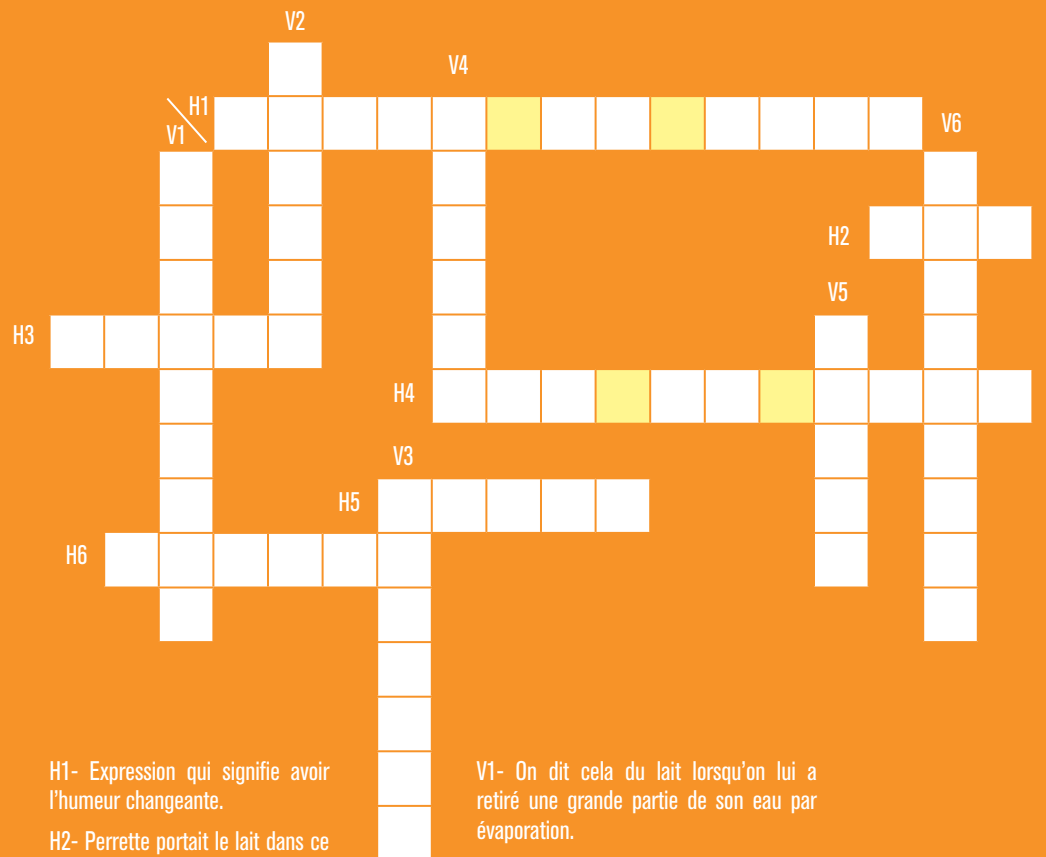 V2
V4
H1
V1
V6
H2
V5
H3
H4
V3
H5
H6
H1- Expression qui signifie avoir
l'humeur changeante.
H2- Perrette portait le lait dans ce
V1- On dit cela du lait lorsqu'on lui a
retiré une grande partie de son eau par
évaporation.